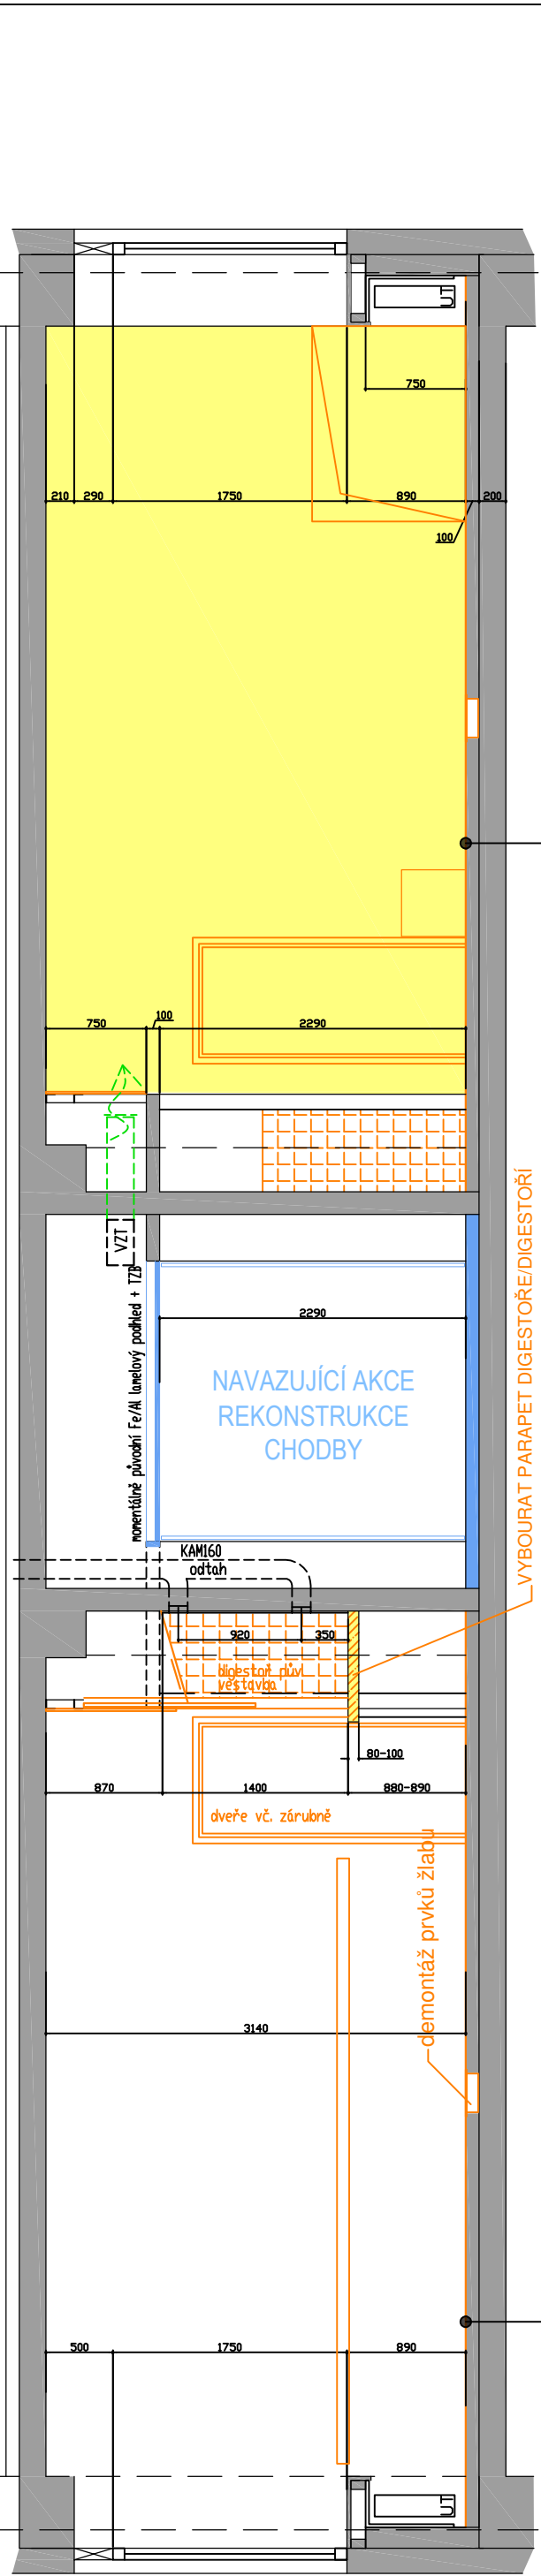 UT
750
210
290
1750
890
200
100
750
100
2290
VZT
momentálně původní Fe/Al lamelový podhled + TZB
2290
NAVAZUJÍCÍ AKCE
REKONSTRUKCE
CHODBY
VYBOURAT PARAPET DIGESTOŘE/DIGESTOŘÍ
KAM160
odtah
920
350
digestoř pův.
vestavba
80-100
870
1400
880-890
dveře vč. zárubně
demontáž prvků žlabu
3140
500
1750
890
UT